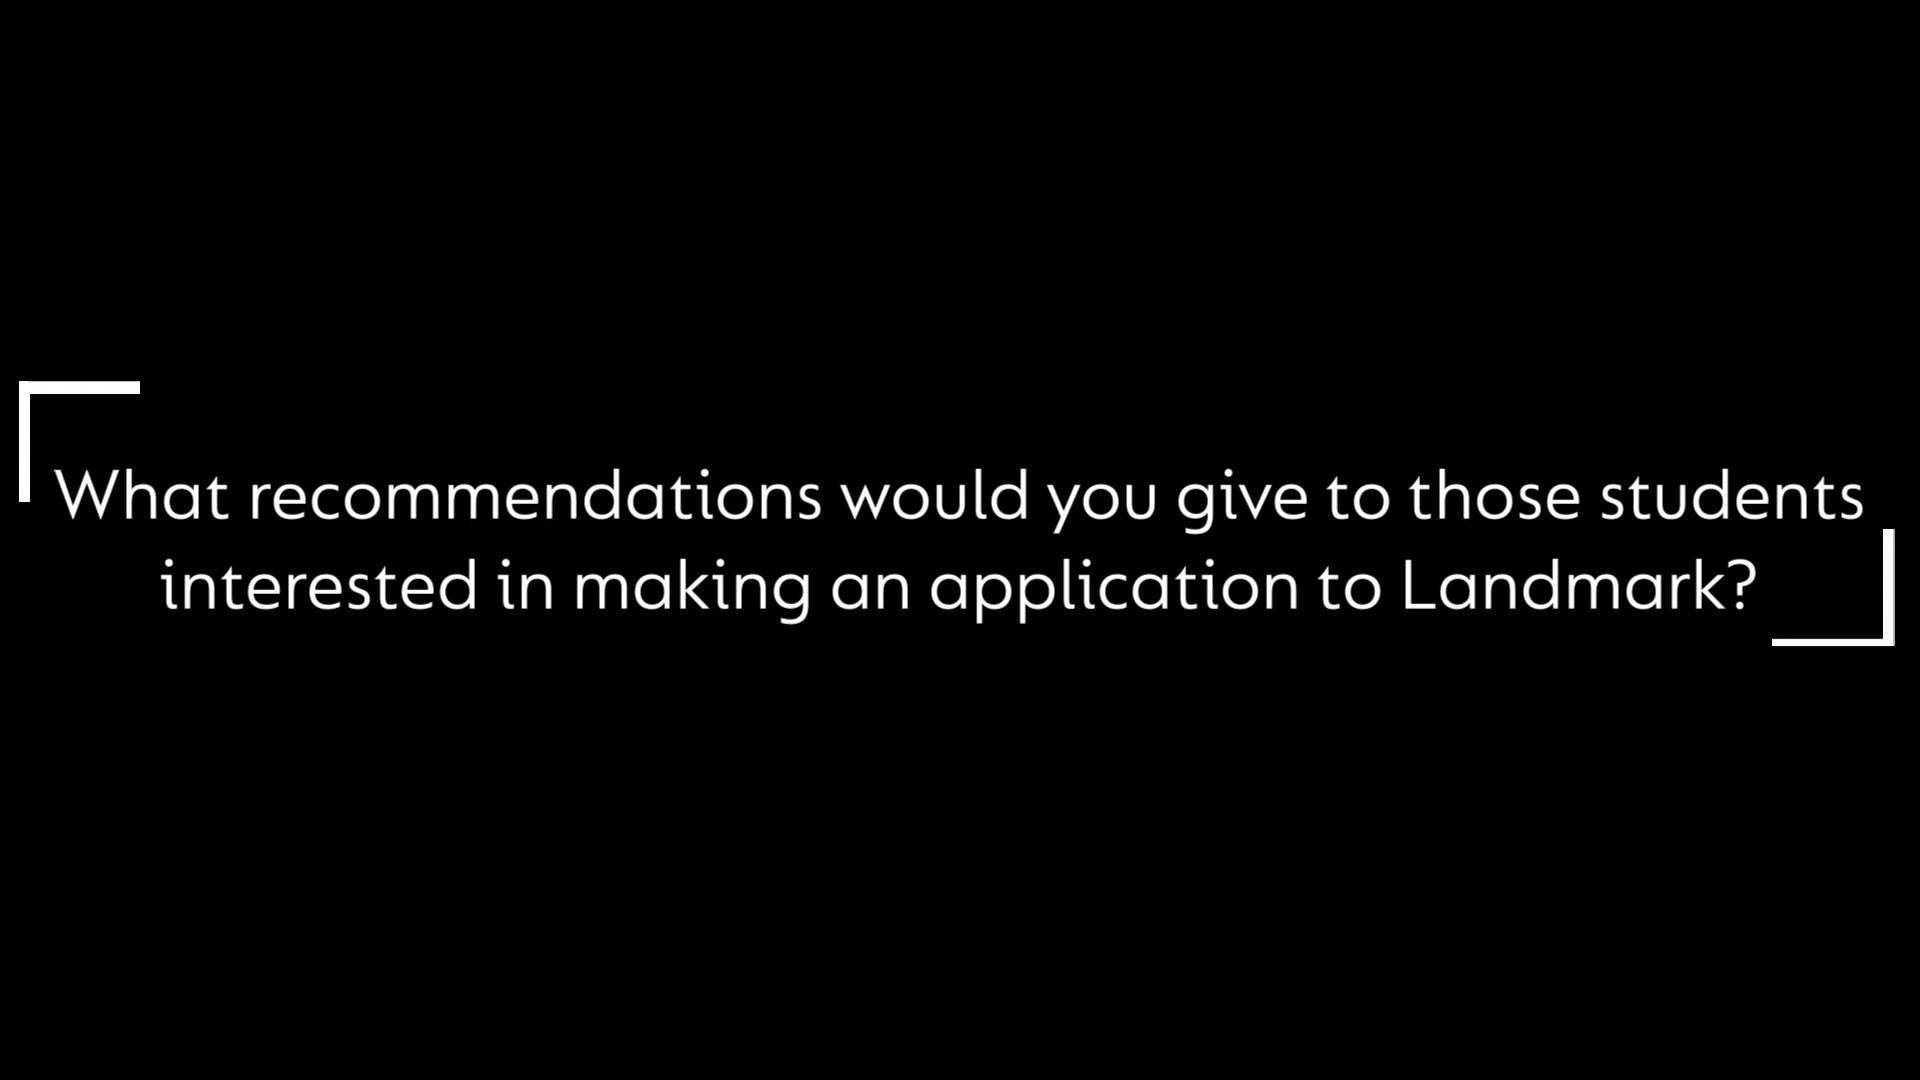 What recommendations would you give to those students
interested in making an application to Landmark?